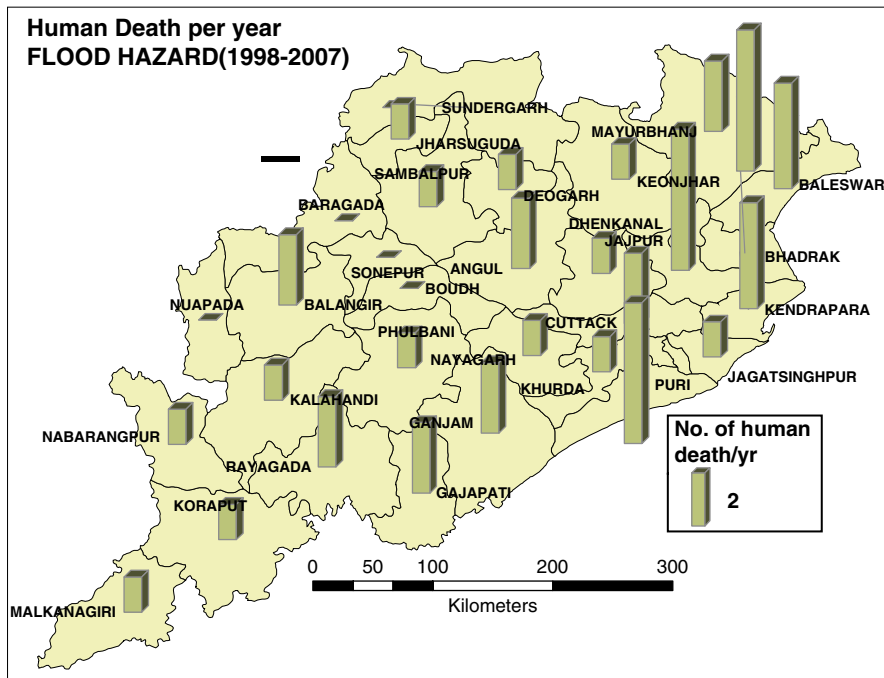 Human Death per year
FLOOD HAZARD(1998-2007)
SUNDERGARH
MAYURBHANJ
JHARSUGUDA
SAMBALPUR
KEONJHAR
BALESWAR
DEOGARH
BARAGADA
DHENKANAL
JAJPUR
BHADRAK
SONEPUR
ANGUL
BOUDH
NUAPADA
BALANGIR
KENDRAPARA
CUTTACK
PHULBANI
NAYAGARH
JAGATSINGHPUR
KHURDA
PURI
KALAHANDI
GANJAM
NABARANGPUR
RAYAGADA
GAJAPATI
KORAPUT
MALKANAGIRI
No. of human
death/yr
2
0 50 100 200 300
Kilometers